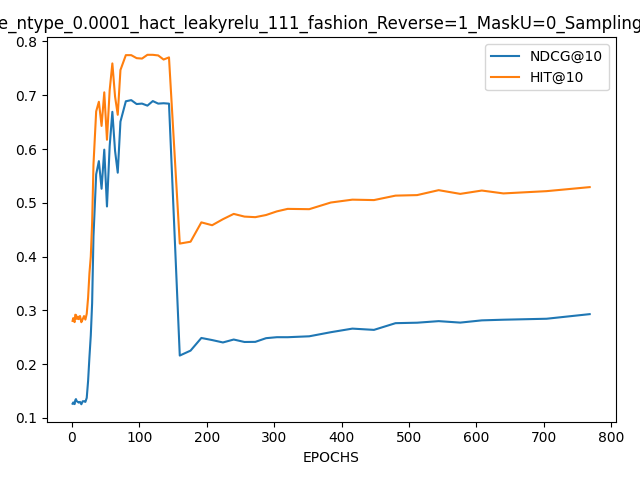 e_ntype_0.0001_hact_leakyrelu_111_fashion_Reverse=1_MaskU=0_Sampling
0.8
0.7
0.6
0.5
0.4
0.3
0.2
0.1
NDCG@10
HIT@10
0 100 200 300 400 500 600 700 800
EPOCHS